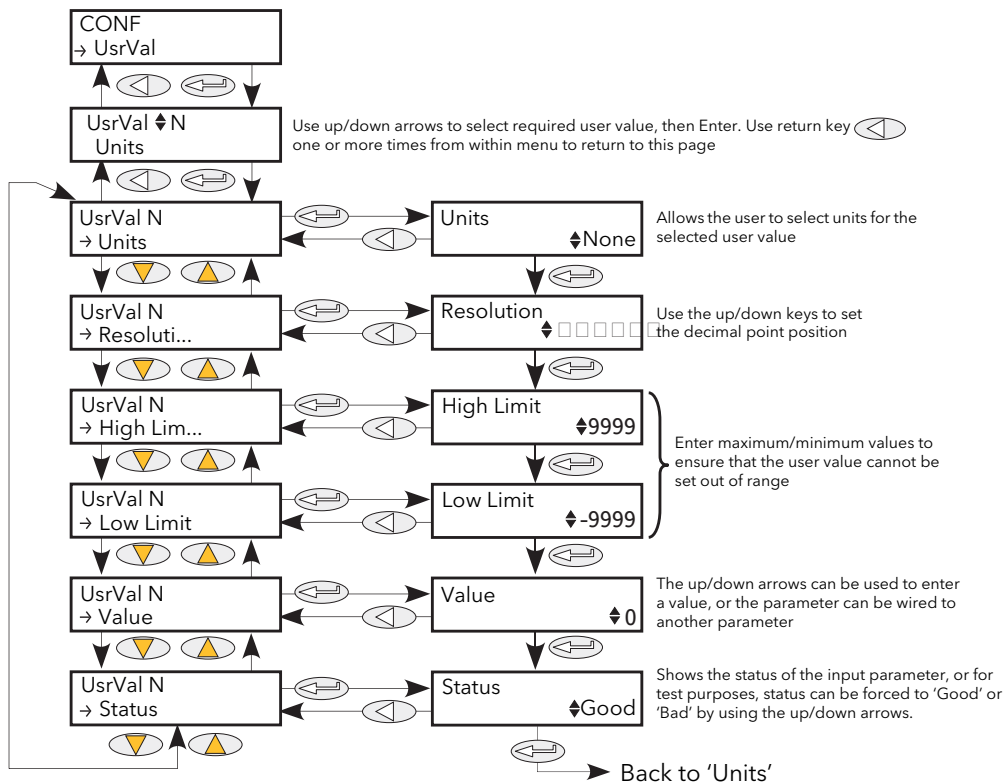 CONF
→ UsrVal
UsrVal ♦ N
Units
Use up/down arrows to select required user value, then Enter. Use return key
one or more times from within menu to return to this page
UsrVal N
→ Units
Units
♦None
Allows the user to select units for the
selected user value
UsrVal N
→ Resoluti...
Resolution
♦ □□□□□□
Use the up/down keys to set
the decimal point position
UsrVal N
→ High Lim...
High Limit
♦9999
Enter maximum/minimum values to
ensure that the user value cannot be
set out of range
UsrVal N
→ Low Limit
Low Limit
♦-9999
UsrVal N
→ Value
Value
♦0
The up/down arrows can be used to enter
a value, or the parameter can be wired to
another parameter
UsrVal N
→ Status
Status
♦Good
Shows the status of the input parameter, or for
test purposes, status can be forced to ‘Good’ or
‘Bad’ by using the up/down arrows.
Back to ‘Units’